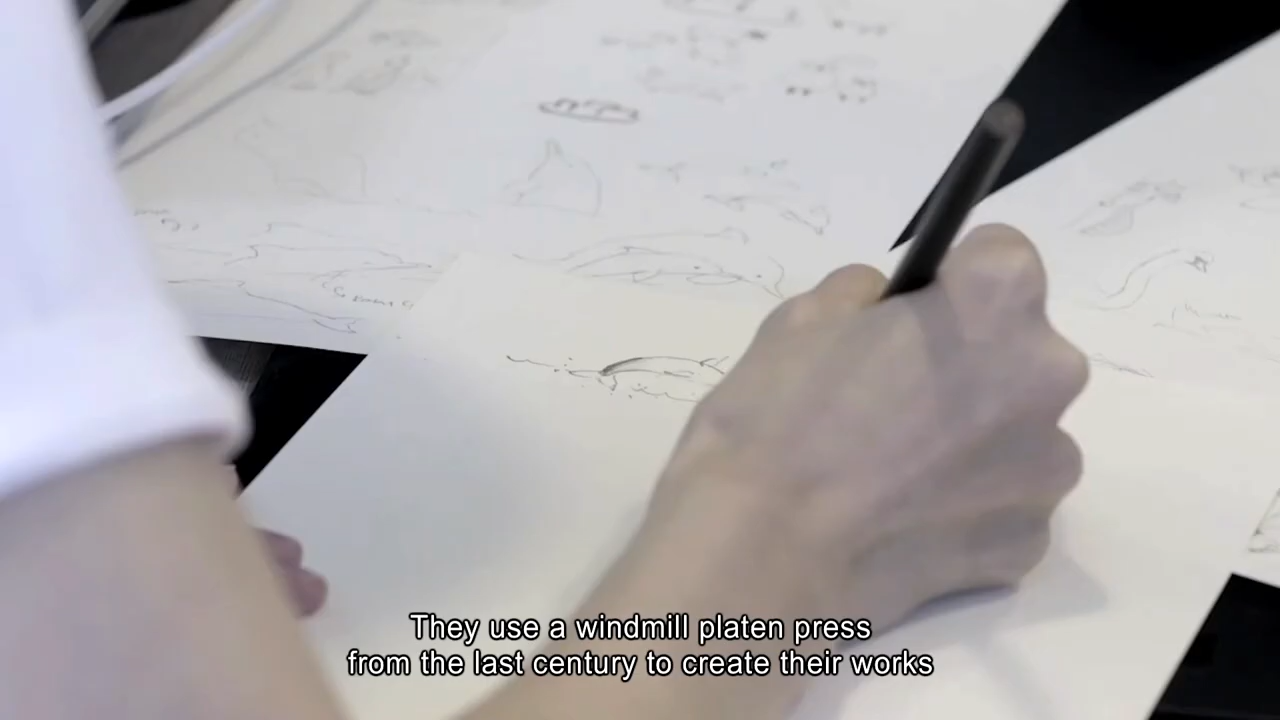 They use a windmill platen press
from the last century to create their works